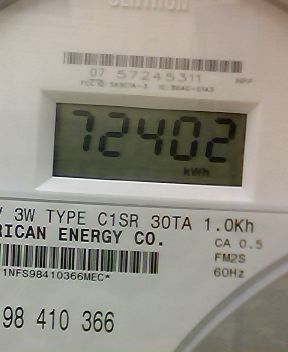 CENTRON
07 57245311
72402
kWh
V 3W TYPE C1SR 30TA 1.0Kh
RICAN ENERGY CO.
CA 0.5
FM2S
60Hz
1NFS98410366MEC*
98 410 366